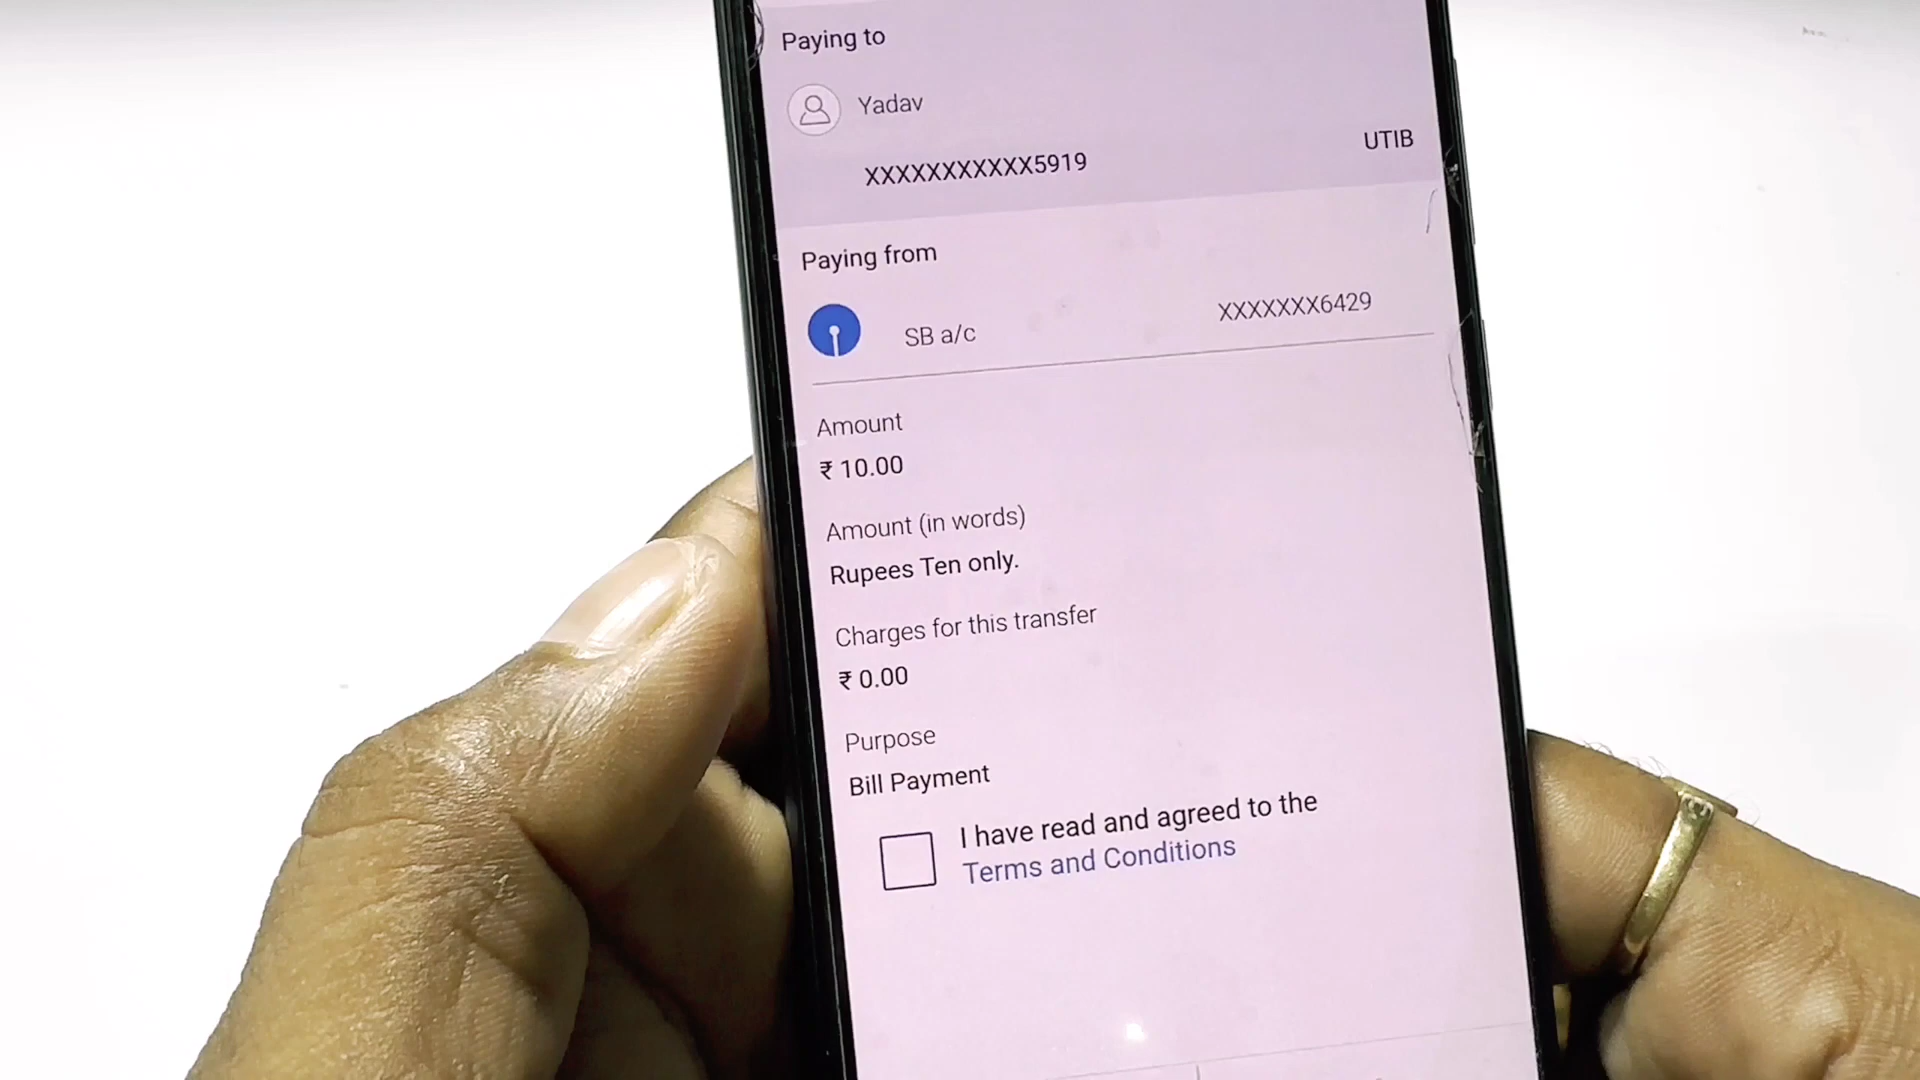 Paying to
Yadav
XXXXXXXXXXX5919 UTIB
Paying from
SB a/c XXXXXXX6429
Amount
₹ 10.00
Amount (in words)
Rupees Ten only.
Charges for this transfer
₹ 0.00
Purpose
Bill Payment
I have read and agreed to the
Terms and Conditions